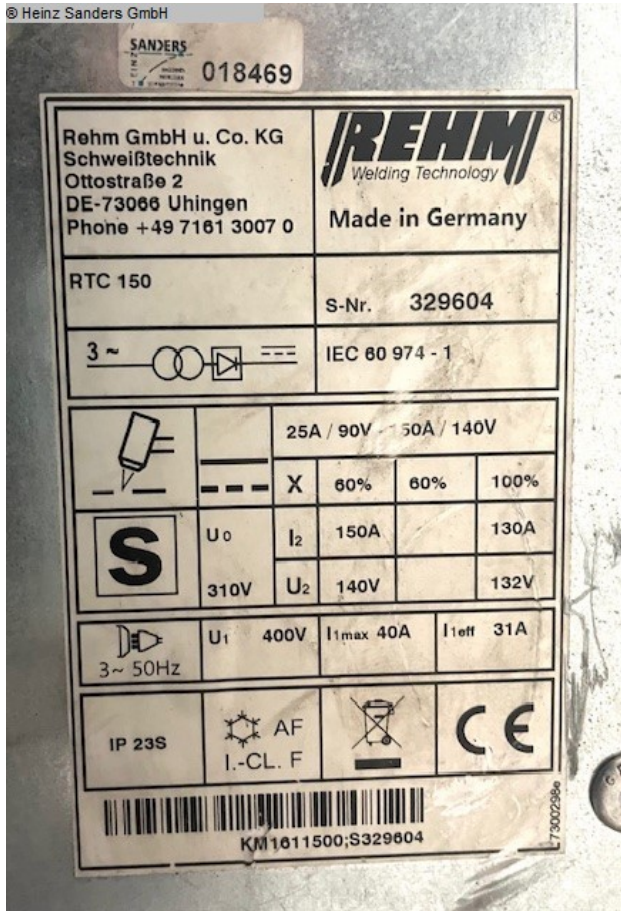 ® Heinz Sanders GmbH
SANDERS
018469
Rehm GmbH u. Co. KG
Schweißtechnik
Ottostraße 2
DE-73066 Uhingen
Phone +49 7161 3007 0
REHM®
Welding Technology
Made in Germany
RTC 150
S-Nr. 329604
3 ~
IEC 60 974 - 1
25A / 90V - 150A / 140V
X 60% 60% 100%
S
U0 I2 150A 130A
310V U2 140V 132V
U1 400V I1max 40A I1eff 31A
3~ 50Hz
IP 23S
AF
I.-CL. F
CE
KM1611500;S329604
L7300298e